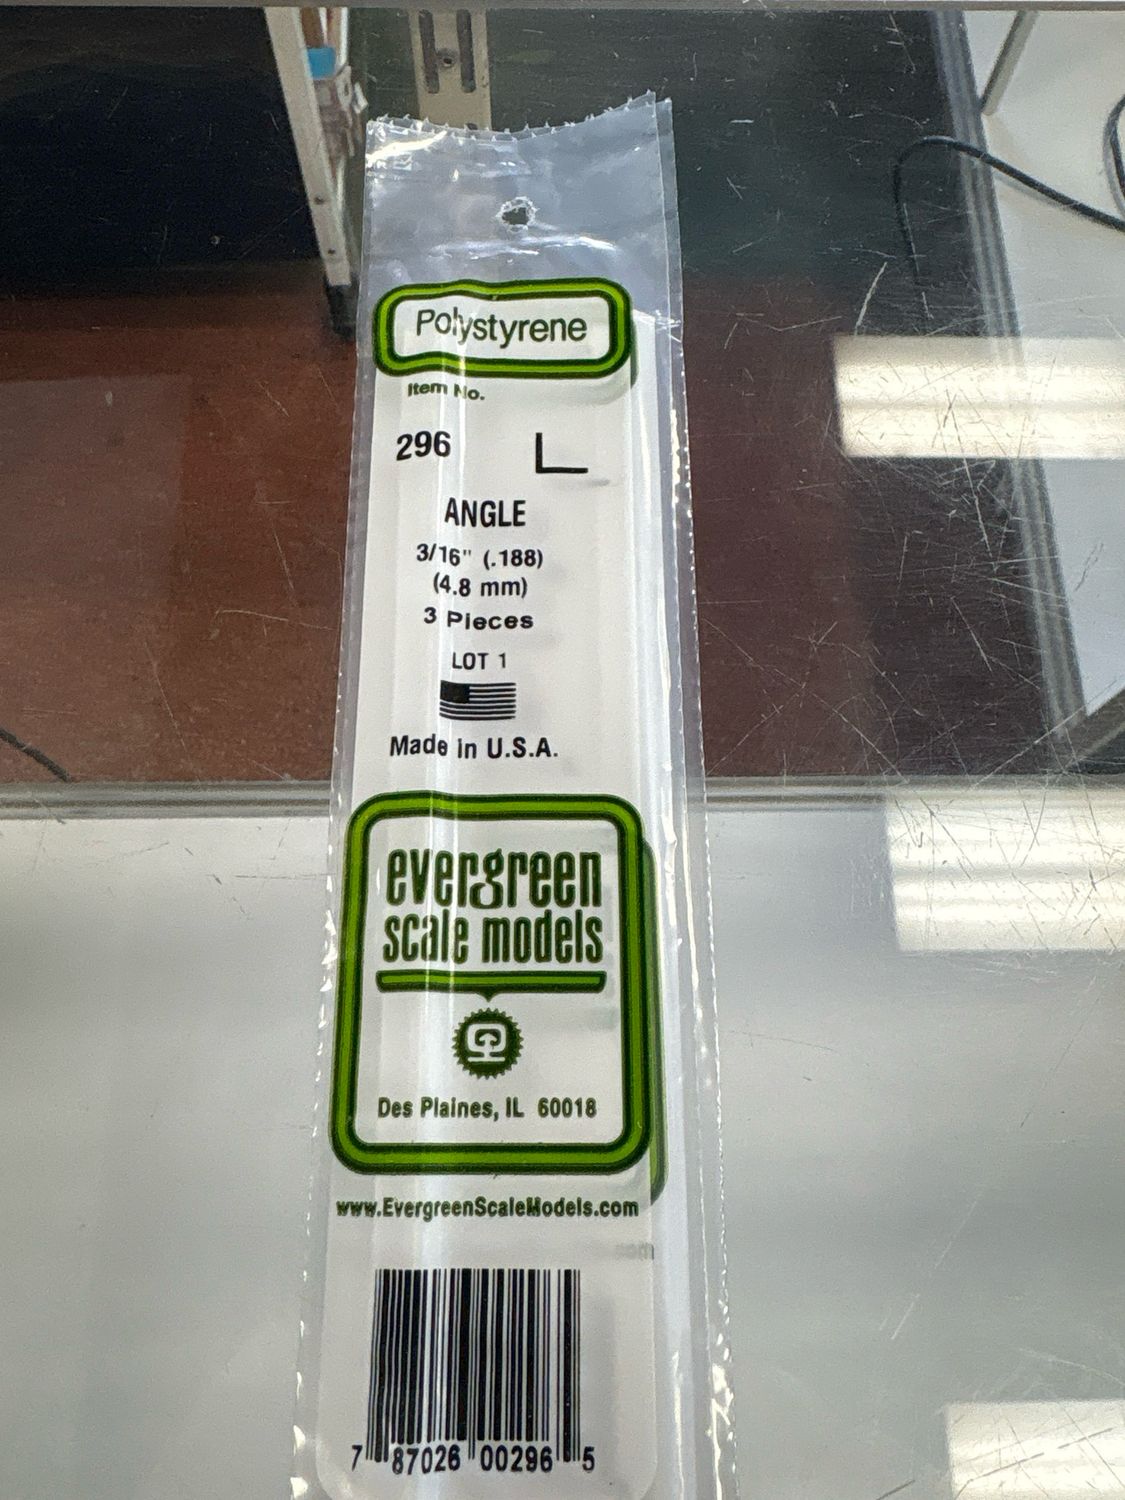 Polystyrene
Item No.
296
ANGLE
3/16" (.188)
(4.8 mm)
3 Pieces
LOT 1
Made in U.S.A.
evergreen
scale models
Des Plaines, IL 60018
www.EvergreenScaleModels.com
7 87026 00296 5